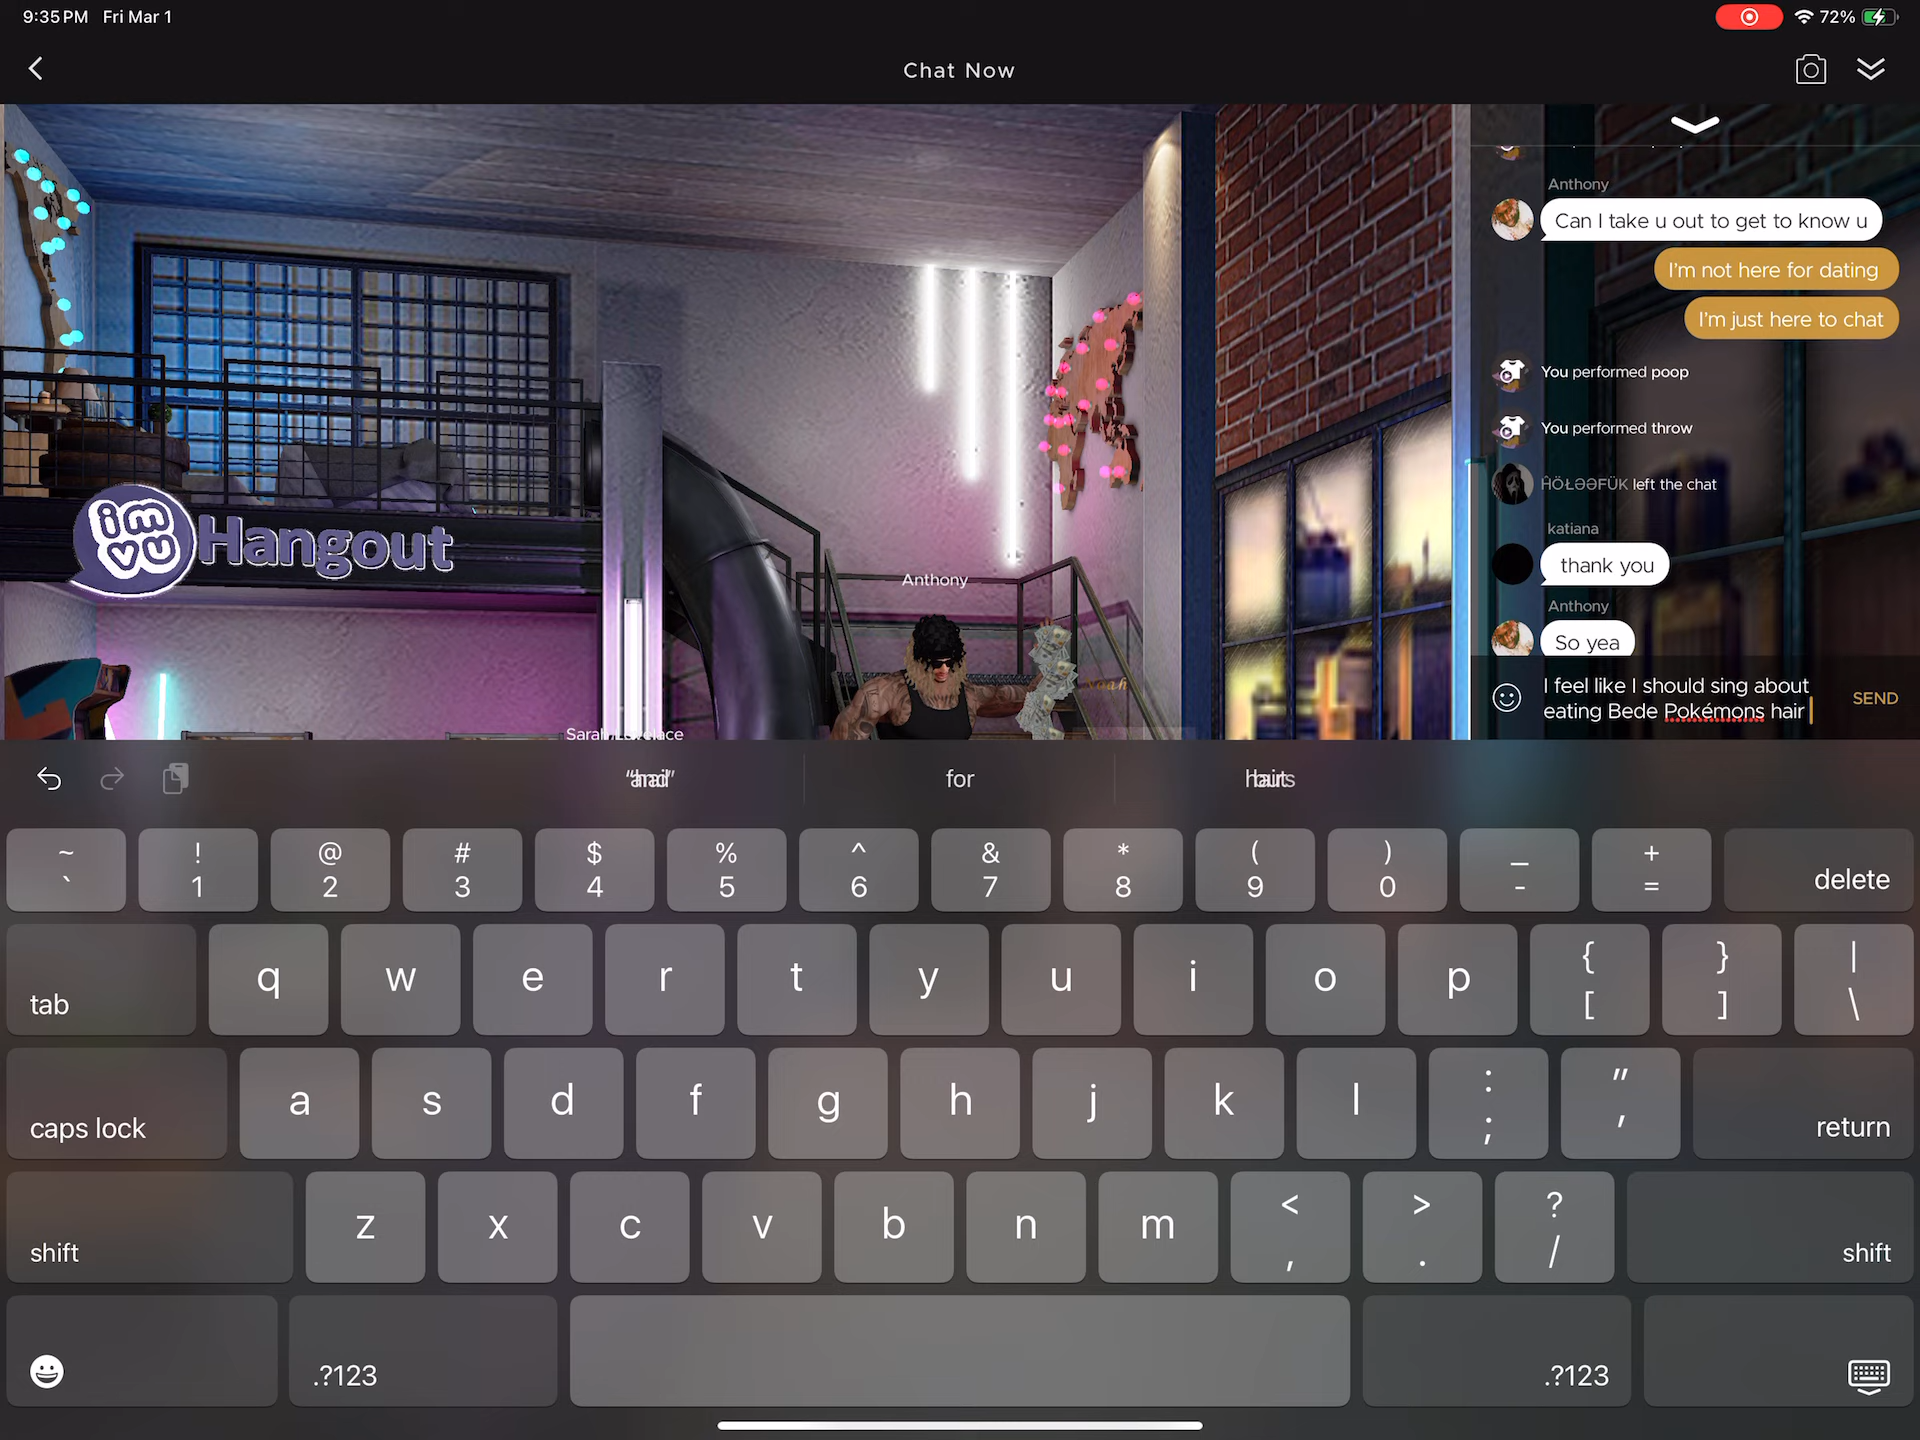 9:35 PM Fri Mar 1
72%
Chat Now
Anthony
Can I take u out to get to know u
I'm not here for dating
I'm just here to chat
You performed poop
You performed throw
ĤÖŁƏƏFÜK left the chat
katiana
thank you
Anthony
So yea
I feel like I should sing about
eating Bede Pokémons hair
SEND
imvu Hangout
Anthony
Noah
for
~ ! @ # $ % ^ & * ( ) _ +
` 1 2 3 4 5 6 7 8 9 0 - = delete
tab q w e r t y u i o p { [ } ] | \
caps lock a s d f g h j k l : ; " ' return
shift z x c v b n m < , > . ? / shift
.?123 .?123